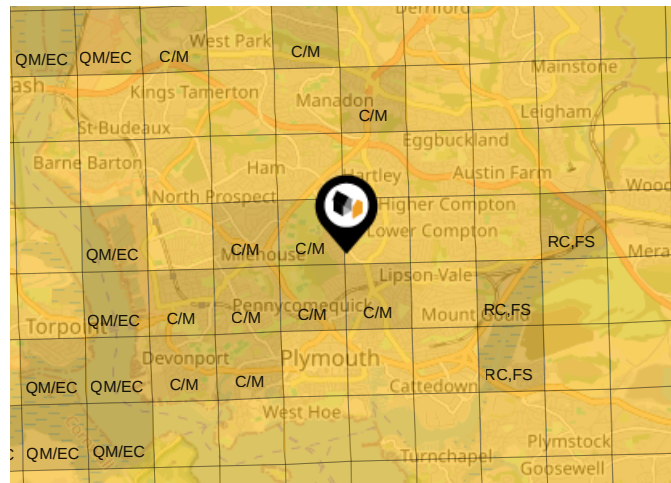 Derriford
West Park
QM/EC QM/EC C/M C/M
Mainstone
ash
Kings Tamerton
Manadon
C/M
Leigham
St Budeaux
Eggbuckland
Barne Barton
Ham
Hartley
Austin Farm
North Prospect
Higher Compton
Wood
Lower Compton
QM/EC C/M C/M RC,FS
Milehouse
Mera
Lipson Vale
Pennycomequick
QM/EC C/M C/M C/M C/M RC,FS
Mount Gould
Torpoint
Devonport
Plymouth
QM/EC QM/EC C/M C/M RC,FS
Cattedown
West Hoe
C QM/EC QM/EC
Plymstock
Turnchapel
Goosewell